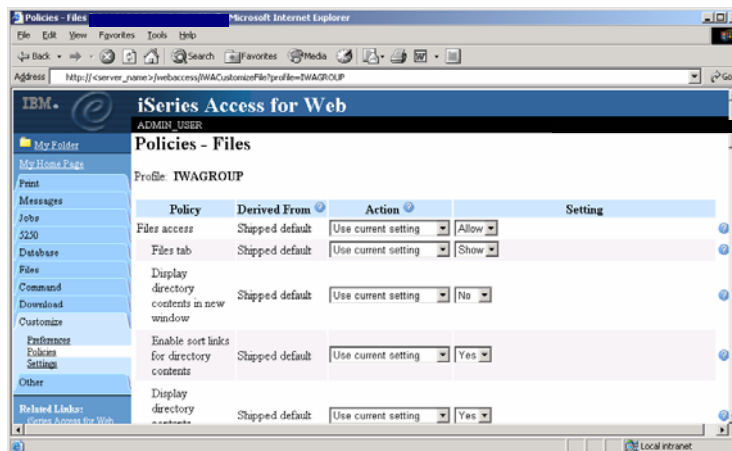 Policies - Files Microsoft Internet Explorer
File Edit View Favorites Tools Help
Back Search Favorites Media
Address http://<server_name>/webaccess/IWACustomizeFile?profile=IWAGROUP Go
IBM. iSeries Access for Web
ADMIN_USER
My Folder
My Home Page
Print
Messages
Jobs
5250
Database
Files
Command
Download
Customize
Preferences
Policies
Settings
Other
Related Links:
iSeries Access for Web
Policies - Files
Profile: IWAGROUP
Policy Derived From ? Action ? Setting
Files access Shipped default Use current setting Allow ?
Files tab Shipped default Use current setting Show ?
Display
directory
contents in new
window
Shipped default Use current setting No ?
Enable sort links
for directory
contents
Shipped default Use current setting Yes ?
Display
directory
Shipped default Use current setting Yes ?
Local intranet